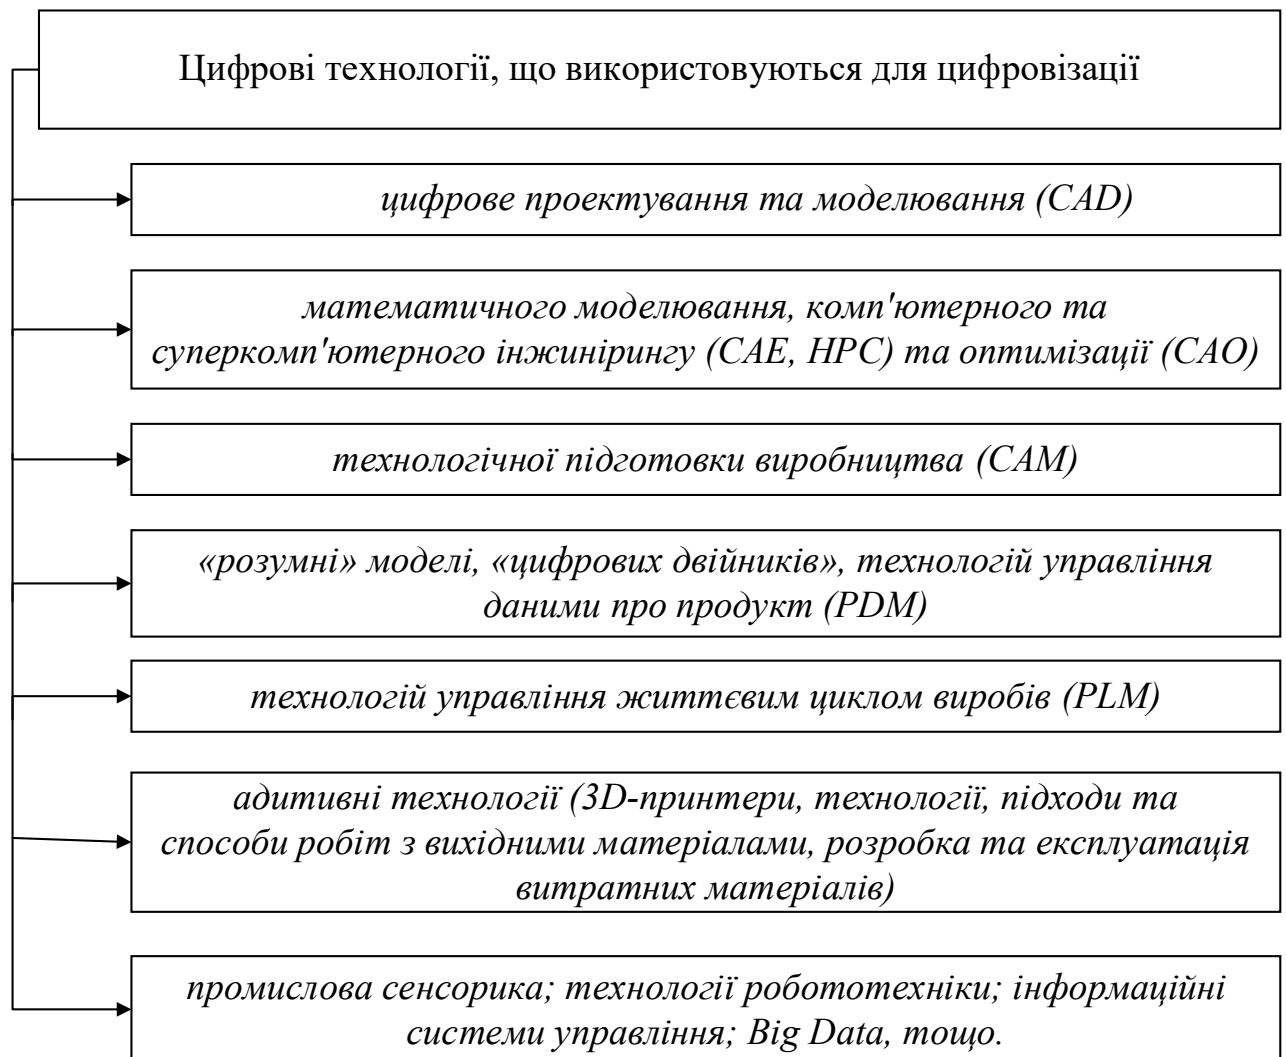 Цифрові технології, що використовуються для цифровізації
цифрове проектування та моделювання (CAD)
математичного моделювання, комп'ютерного та
суперкомп'ютерного інжинірингу (CAE, HPC) та оптимізації (CAO)
технологічної підготовки виробництва (CAM)
«розумні» моделі, «цифрових двійників», технологій управління
даними про продукт (PDM)
технологій управління життєвим циклом виробів (PLM)
адитивні технології (3D-принтери, технології, підходи та
способи робіт з вихідними матеріалами, розробка та експлуатація
витратних матеріалів)
промислова сенсорика; технології робототехніки; інформаційні
системи управління; Big Data, тощо.